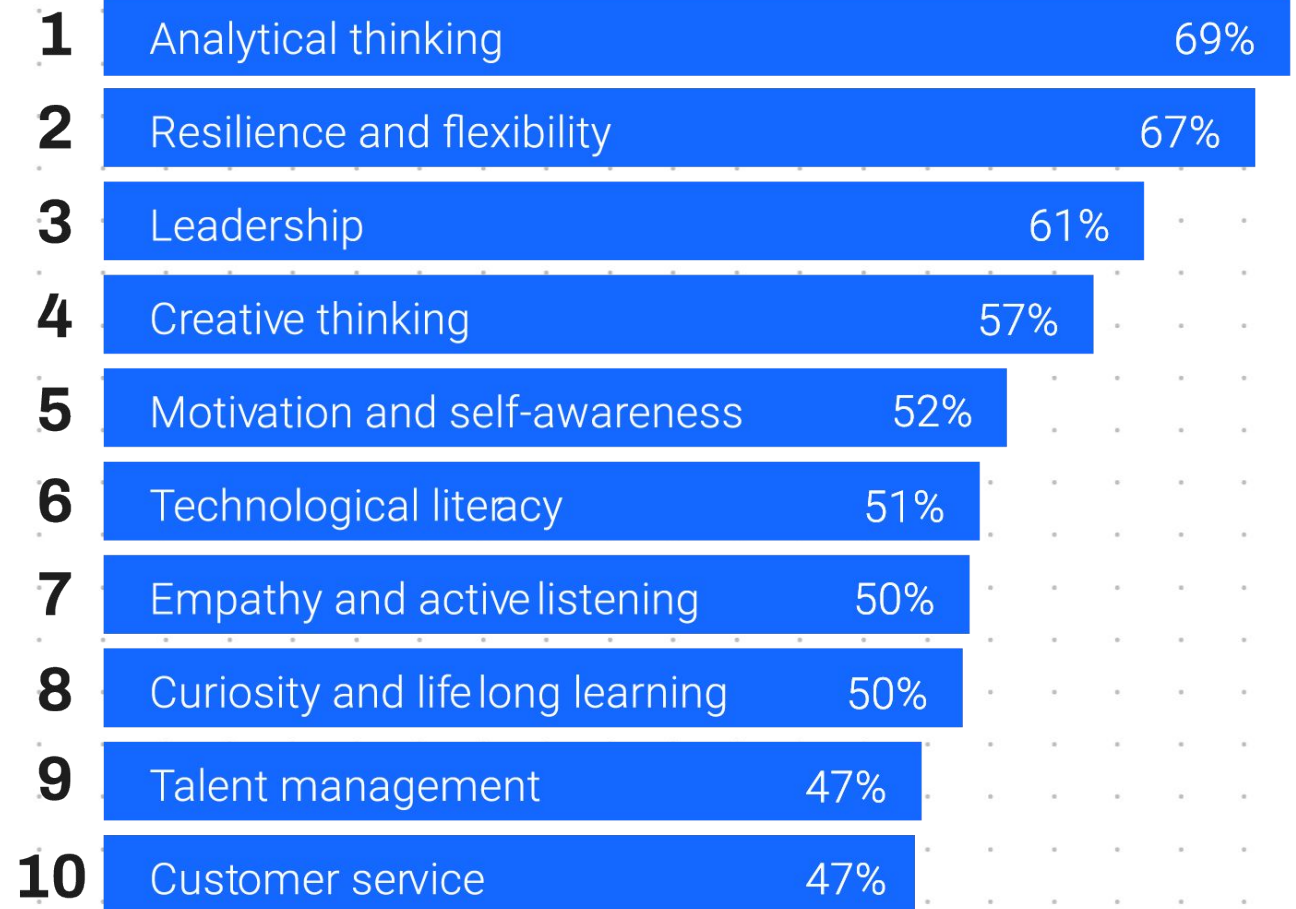 1 Analytical thinking 69%
2 Resilience and flexibility 67%
3 Leadership 61%
4 Creative thinking 57%
5 Motivation and self-awareness 52%
6 Technological literacy 51%
7 Empathy and active listening 50%
8 Curiosity and lifelong learning 50%
9 Talent management 47%
10 Customer service 47%